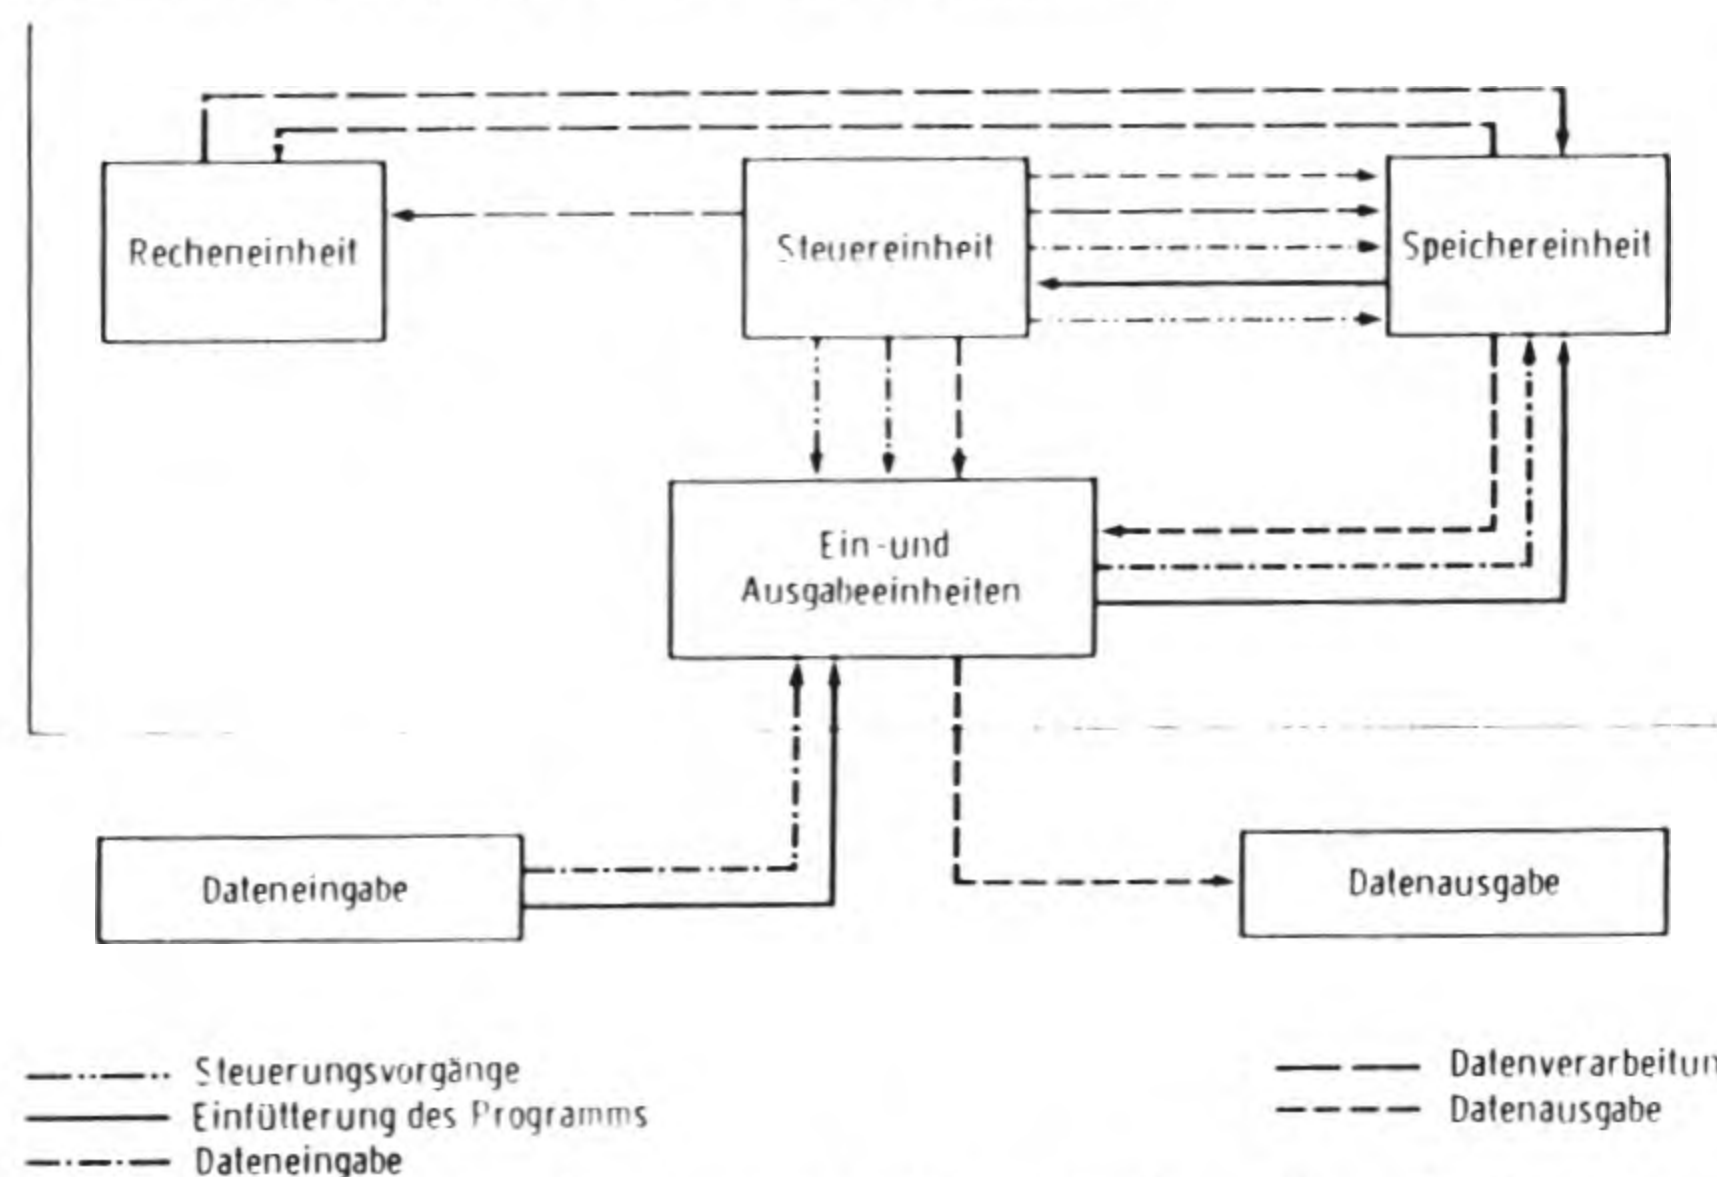 Recheneinheit
Steuereinheit
Speichereinheit
Ein-und
Ausgabeeinheiten
Dateneingabe
Datenausgabe
Steuerungsvorgänge
Einfütterung des Programms
Dateneingabe
Datenverarbeitun
Datenausgabe